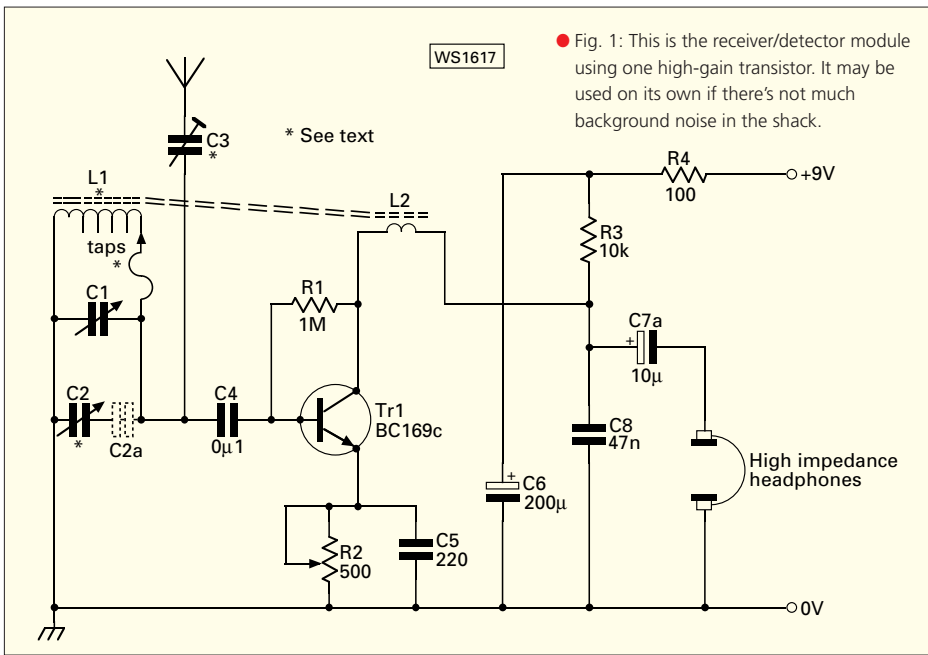 WS1617
● Fig. 1: This is the receiver/detector module
using one high-gain transistor. It may be
used on its own if there's not much
background noise in the shack.
* See text
C3
*
L1
*
L2
R4
100
+9V
R3
10k
taps
*
C1
R1
1M
C7a
+
10µ
C2
*
C2a
C4
0µ1
Tr1
BC169c
C8
47n
High impedance
headphones
+
C6
200µ
R2
500
C5
220
0V